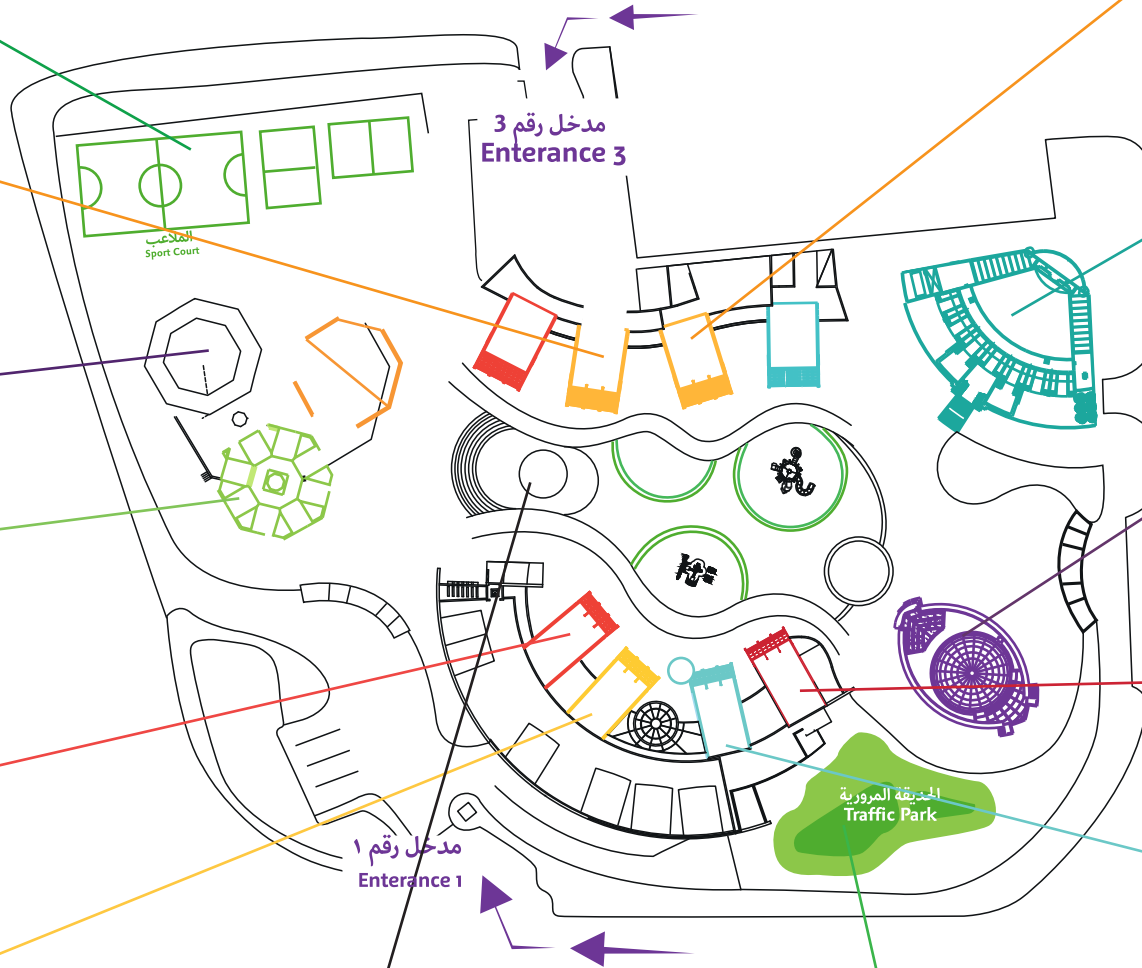 مدخل رقم 3
Enterance 3
الملاعب
Sport Court
الحديقة المرورية
Traffic Park
مدخل رقم ١
Enterance 1